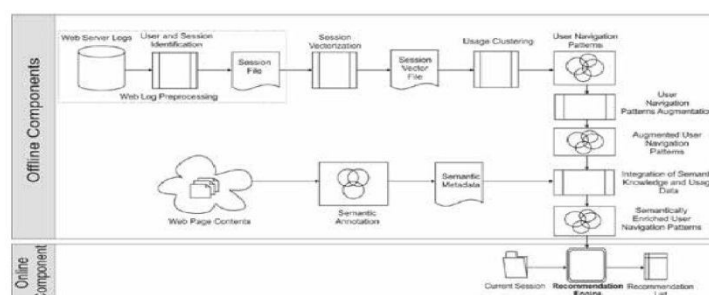 Offline Components
Web Server Logs
User and Session
Identification
Session
File
Web Log Preprocessing
Session
Vectorization
Session
Vector
File
Usage Clustering
User Navigation
Patterns
User
Navigation
Patterns Augmentation
Augmented User
Navigation
Patterns
Web Page Contents
Semantic
Annotation
Semantic
Metadata
Integration of Semant
Knowledge and Usag
Data
Semantically
Enriched User
Navigation Patterns
Online
Component
Current Session
Recommendation
Engine
Recommendation
List